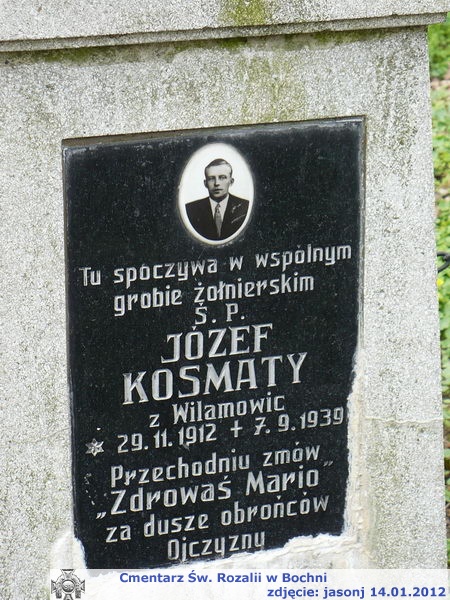 Tu spoczywa w wspólnym
grobie żołnierskim
Ś. P.
JÓZEF
KOSMATY
z Wilamowic
* 29. 11. 1912 + 7. 9. 1939
Przechodniu zmów
„Zdrowaś Mario"
za dusze obrońców
Ojczyzny
Cmentarz Św. Rozalii w Bochni
zdjęcie: jasonj 14.01.2012